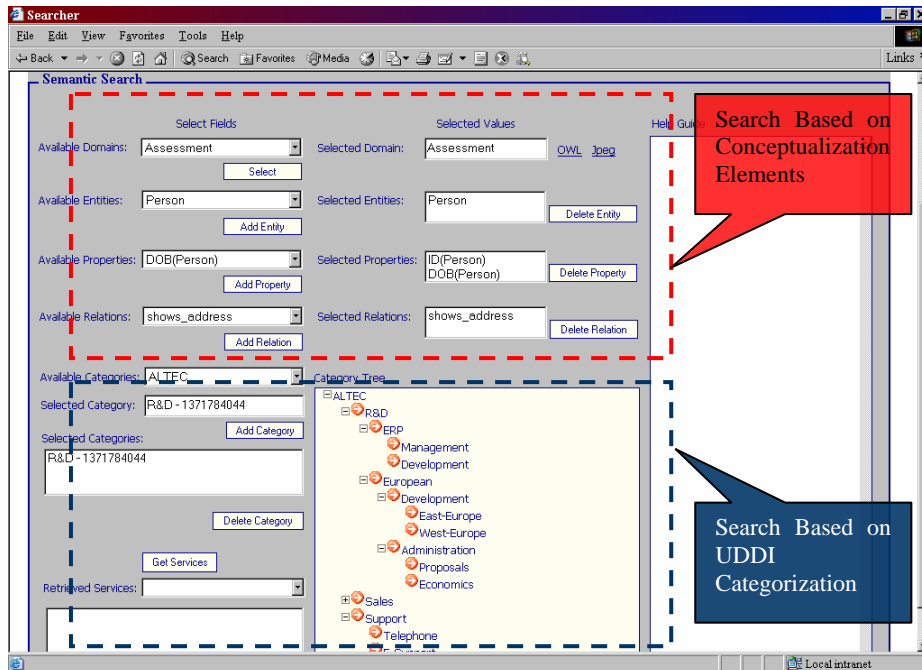 Searcher
File Edit View Favorites Tools Help
Back Search Favorites Media Links
Semantic Search
Select Fields Selected Values Help Guide
Available Domains: Assessment Selected Domain: Assessment OWL Jpeg
Select
Available Entities: Person Selected Entities: Person
Add Entity Delete Entity
Available Properties: DOB(Person) Selected Properties: ID(Person)
DOB(Person)
Add Property Delete Property
Available Relations: shows_address Selected Relations: shows_address
Add Relation Delete Relation
Search Based on
Conceptualization
Elements
Available Categories: ALTEC Category Tree
Selected Category: R&D - 1371784044
Add Category
Selected Categories:
R&D - 1371784044
Delete Category
Get Services
Retrieved Services:
ALTEC
R&D
ERP
Management
Development
European
Development
East-Europe
West-Europe
Administration
Proposals
Economics
Sales
Support
Telephone
Search Based on
UDDI
Categorization
Local intranet